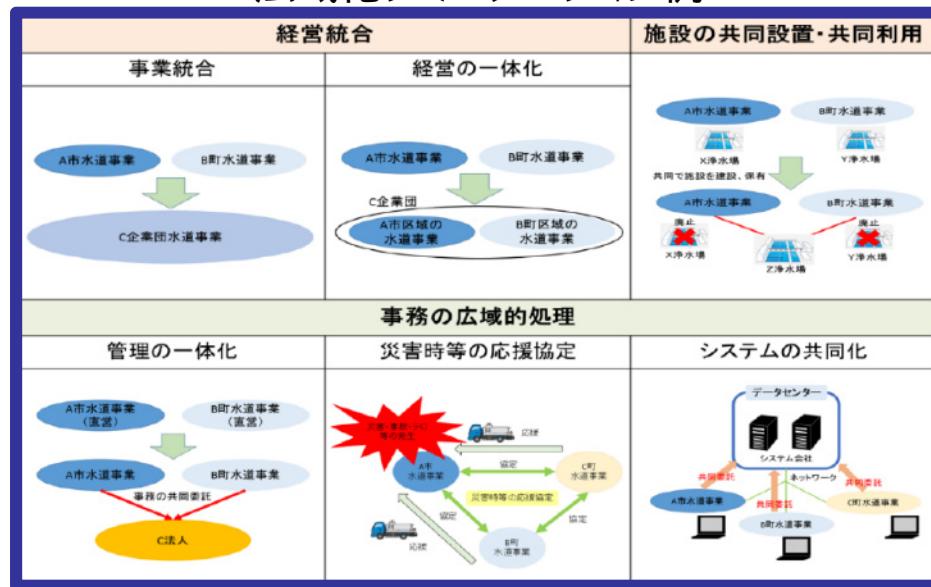 経営統合
施設の共同設置・共同利用
事業統合
経営の一体化
A市水道事業
B町水道事業
C企業団水道事業
A市水道事業
B町水道事業
C企業団
A市区域の
水道事業
B町区域の
水道事業
A市水道事業
B町水道事業
X浄水場
Y浄水場
共同で施設を建設、保有
A市水道事業
B町水道事業
廃止
廃止
X浄水場
Z浄水場
Y浄水場
事務の広域的処理
管理の一体化
災害時等の応援協定
システムの共同化
A市水道事業
(直営)
B町水道事業
(直営)
A市水道事業
B町水道事業
事務の共同委託
C法人
災害・事故・テロ
等の発生
応援
A市
水道事業
協定
C町
水道事業
災害時等の応援協定
協定
協定
応援
B町
水道事業
データセンター
システム会社
ネットワーク
共同委託
共同委託
共同委託
A市水道事業
B町水道事業
C町水道事業